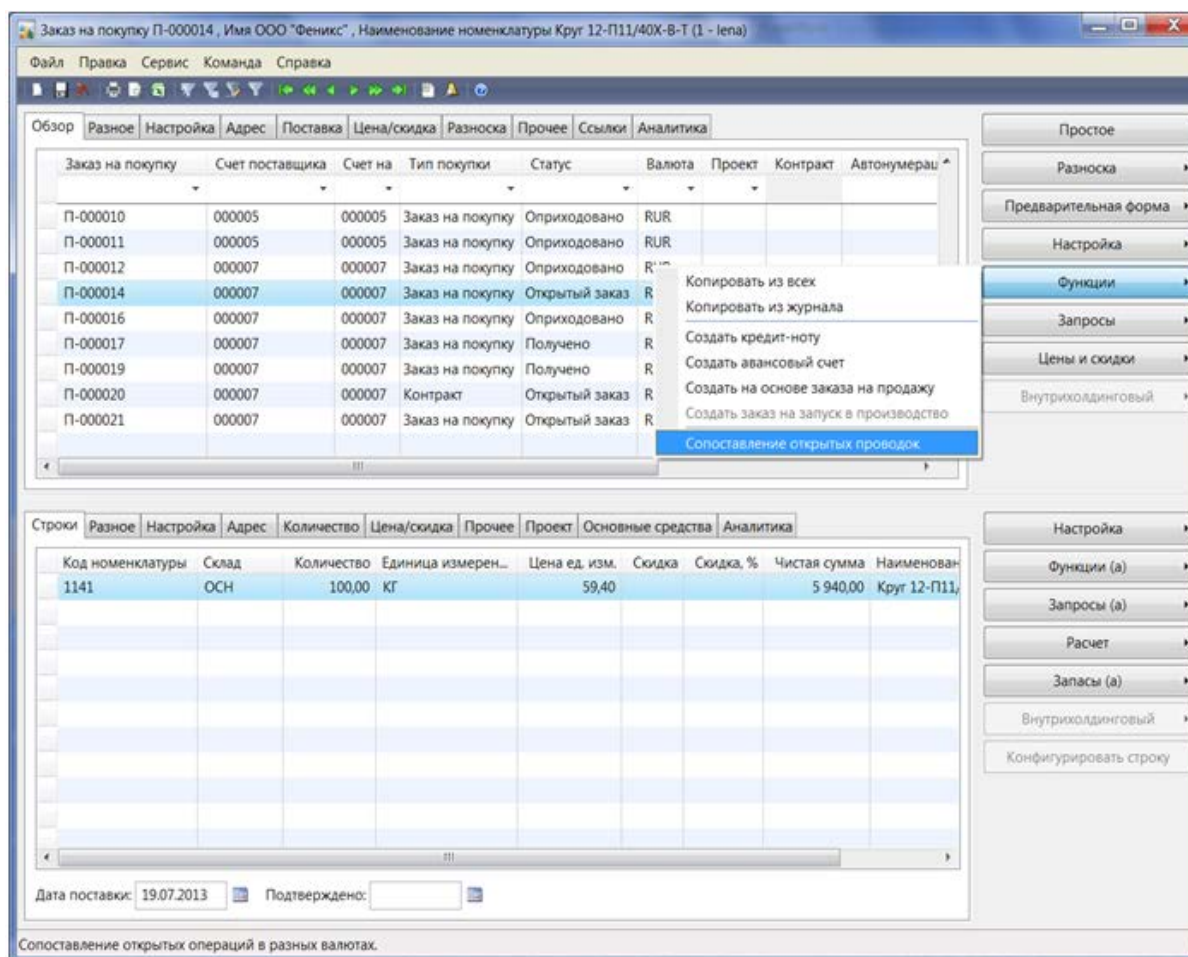 Заказ на покупку П-000014 , Имя ООО "Феникс" , Наименование номенклатуры Круг 12-П11/40Х-В-Т (1 - lena)
Файл Правка Сервис Команда Справка
Обзор Разное Настройка Адрес Поставка Цена/скидка Разноска Прочее Ссылки Аналитика
Простое
Заказ на покупку Счет поставщика Счет на Тип покупки Статус Валюта Проект Контракт Автонумерац
Разноска
Предварительная форма
П-000010 000005 000005 Заказ на покупку Оприходовано RUR
П-000011 000005 000005 Заказ на покупку Оприходовано RUR
Настройка
П-000012 000007 000007 Заказ на покупку Оприходовано
П-000014 000007 000007 Заказ на покупку Открытый заказ R
П-000016 000007 000007 Заказ на покупку Оприходовано R
П-000017 000007 000007 Заказ на покупку Получено R
П-000019 000007 000007 Заказ на покупку Получено R
П-000020 000007 000007 Контракт Открытый заказ R
П-000021 000007 000007 Заказ на покупку Открытый заказ R
Копировать из всех
Копировать из журнала
Создать кредит-ноту
Создать авансовый счет
Создать на основе заказа на продажу
Создать заказ на запуск в производство
Сопоставление открытых проводок
Функции
Запросы
Цены и скидки
Внутрихолдинговый
Строки Разное Настройка Адрес Количество Цена/скидка Прочее Проект Основные средства Аналитика
Код номенклатуры Склад Количество Единица измерен... Цена ед. изм. Скидка Скидка, % Чистая сумма Наименован
1141 ОСН 100,00 КГ 59,40 5 940,00 Круг 12-П11/
Настройка
Функции (а)
Запросы (а)
Расчет
Запасы (а)
Внутрихолдинговый
Конфигурировать строку
Дата поставки: 19.07.2013 Подтверждено:
Сопоставление открытых операций в разных валютах.